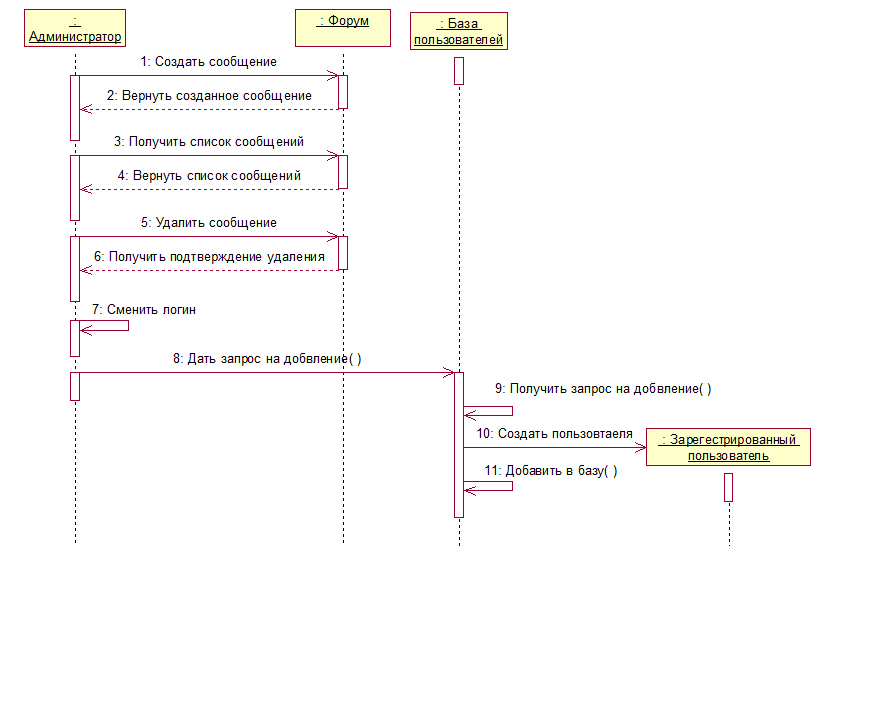 :
Администратор
 : Форум
 : База
пользователей
1: Создать сообщение
2: Вернуть созданное сообщение
3: Получить список сообщений
4: Вернуть список сообщений
5: Удалить сообщение
6: Получить подтверждение удаления
7: Сменить логин
8: Дать запрос на добвление( )
9: Получить запрос на добвление( )
10: Создать пользовтаеля
 : Зарегестрированный
пользователь
11: Добавить в базу( )